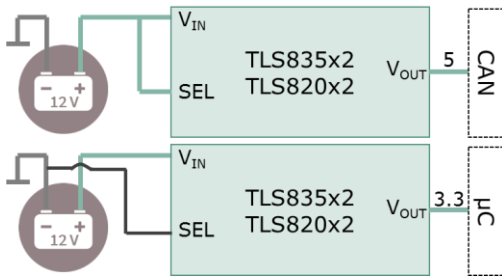 VIN
TLS835x2
TLS820x2
SEL
VOUT
5
CAN
− +
12 V
VIN
TLS835x2
TLS820x2
SEL
VOUT
3.3
µC
− +
12 V